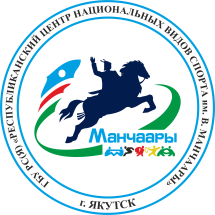 ГБУ РС(Я) «РЕСПУБЛИКАНСКИЙ ЦЕНТР НАЦИОНАЛЬНЫХ ВИДОВ СПОРТА им. В. МАНЧААРЫ»
Манчаары
г. ЯКУТСК